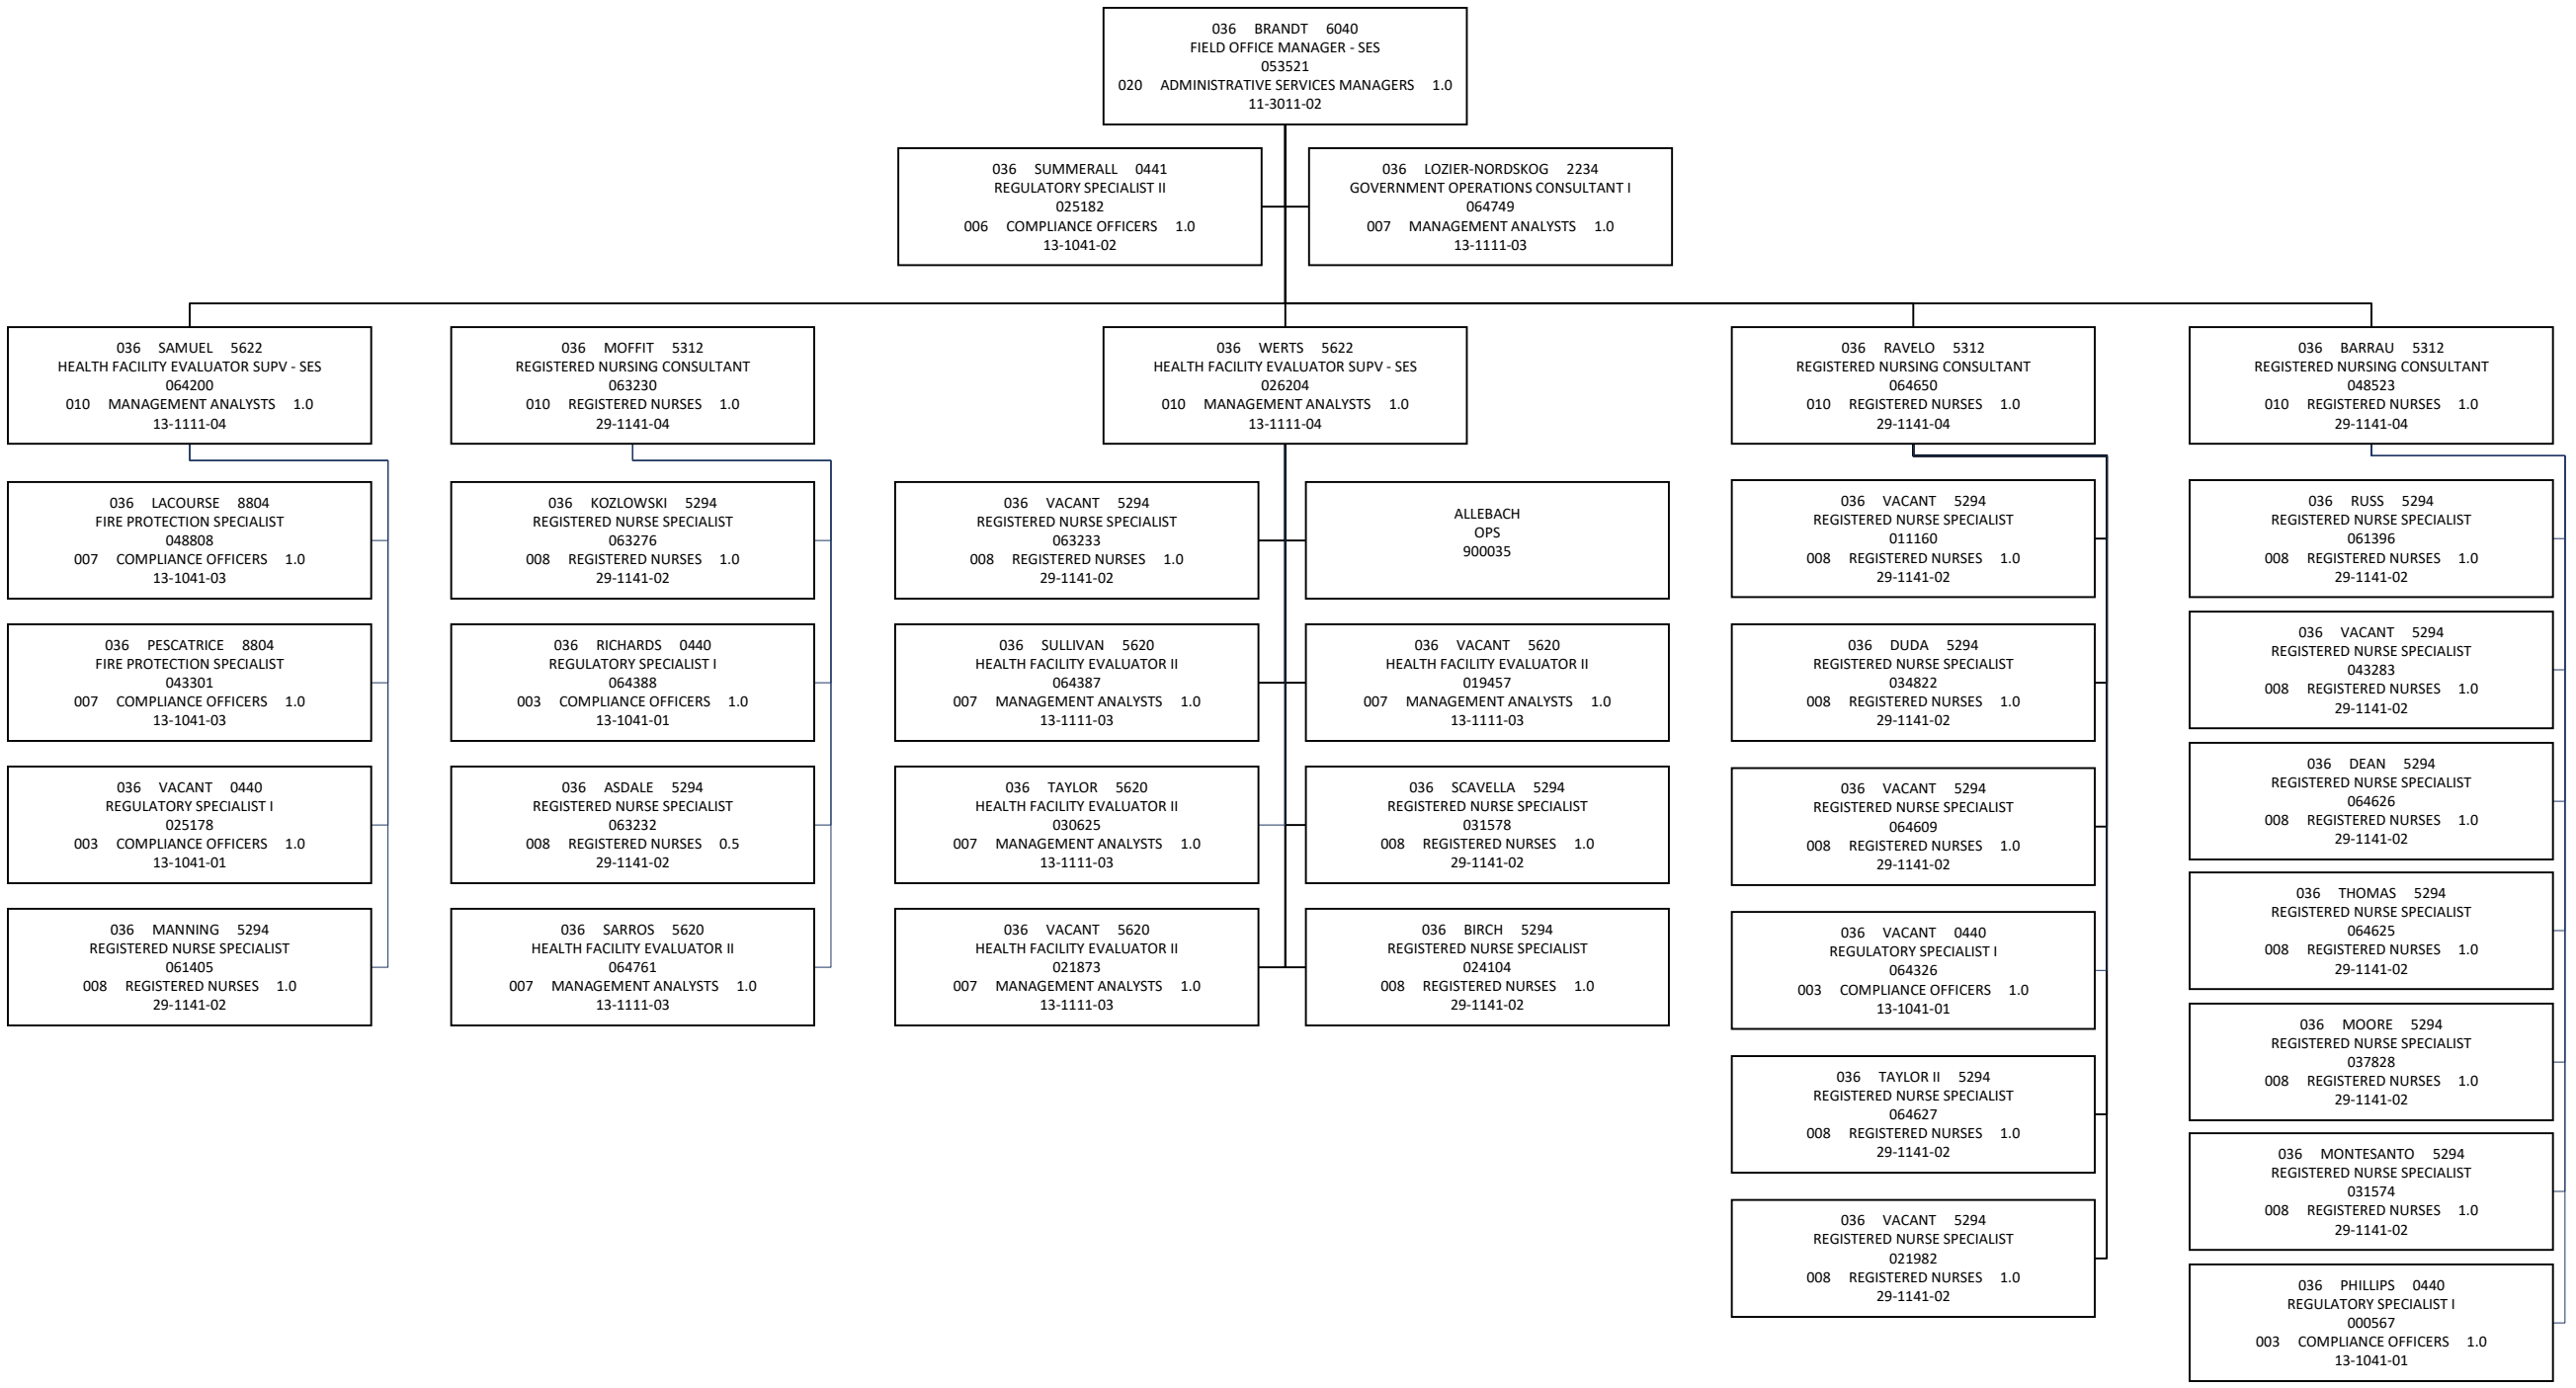 036 BRANDT 6040
FIELD OFFICE MANAGER - SES
053521
020 ADMINISTRATIVE SERVICES MANAGERS 1.0
11-3011-02
036 SUMMERALL 0441
REGULATORY SPECIALIST II
025182
006 COMPLIANCE OFFICERS 1.0
13-1041-02
036 LOZIER-NORDSKOG 2234
GOVERNMENT OPERATIONS CONSULTANT I
064749
007 MANAGEMENT ANALYSTS 1.0
13-1111-03
036 SAMUEL 5622
HEALTH FACILITY EVALUATOR SUPV - SES
064200
010 MANAGEMENT ANALYSTS 1.0
13-1111-04
036 LACOURSE 8804
FIRE PROTECTION SPECIALIST
048808
007 COMPLIANCE OFFICERS 1.0
13-1041-03
036 PESCATRICE 8804
FIRE PROTECTION SPECIALIST
043301
007 COMPLIANCE OFFICERS 1.0
13-1041-03
036 VACANT 0440
REGULATORY SPECIALIST I
025178
003 COMPLIANCE OFFICERS 1.0
13-1041-01
036 MANNING 5294
REGISTERED NURSE SPECIALIST
061405
008 REGISTERED NURSES 1.0
29-1141-02
036 MOFFIT 5312
REGISTERED NURSING CONSULTANT
063230
010 REGISTERED NURSES 1.0
29-1141-04
036 KOZLOWSKI 5294
REGISTERED NURSE SPECIALIST
063276
008 REGISTERED NURSES 1.0
29-1141-02
036 RICHARDS 0440
REGULATORY SPECIALIST I
064388
003 COMPLIANCE OFFICERS 1.0
13-1041-01
036 ASDALE 5294
REGISTERED NURSE SPECIALIST
063232
008 REGISTERED NURSES 0.5
29-1141-02
036 SARROS 5620
HEALTH FACILITY EVALUATOR II
064761
007 MANAGEMENT ANALYSTS 1.0
13-1111-03
036 WERTS 5622
HEALTH FACILITY EVALUATOR SUPV - SES
026204
010 MANAGEMENT ANALYSTS 1.0
13-1111-04
036 VACANT 5294
REGISTERED NURSE SPECIALIST
063233
008 REGISTERED NURSES 1.0
29-1141-02
ALLEBACH
OPS
900035
036 SULLIVAN 5620
HEALTH FACILITY EVALUATOR II
064387
007 MANAGEMENT ANALYSTS 1.0
13-1111-03
036 VACANT 5620
HEALTH FACILITY EVALUATOR II
019457
007 MANAGEMENT ANALYSTS 1.0
13-1111-03
036 TAYLOR 5620
HEALTH FACILITY EVALUATOR II
030625
007 MANAGEMENT ANALYSTS 1.0
13-1111-03
036 SCAVELLA 5294
REGISTERED NURSE SPECIALIST
031578
008 REGISTERED NURSES 1.0
29-1141-02
036 VACANT 5620
HEALTH FACILITY EVALUATOR II
021873
007 MANAGEMENT ANALYSTS 1.0
13-1111-03
036 BIRCH 5294
REGISTERED NURSE SPECIALIST
024104
008 REGISTERED NURSES 1.0
29-1141-02
036 RAVELO 5312
REGISTERED NURSING CONSULTANT
064650
010 REGISTERED NURSES 1.0
29-1141-04
036 VACANT 5294
REGISTERED NURSE SPECIALIST
011160
008 REGISTERED NURSES 1.0
29-1141-02
036 DUDA 5294
REGISTERED NURSE SPECIALIST
034822
008 REGISTERED NURSES 1.0
29-1141-02
036 VACANT 5294
REGISTERED NURSE SPECIALIST
064609
008 REGISTERED NURSES 1.0
29-1141-02
036 VACANT 0440
REGULATORY SPECIALIST I
064326
003 COMPLIANCE OFFICERS 1.0
13-1041-01
036 TAYLOR II 5294
REGISTERED NURSE SPECIALIST
064627
008 REGISTERED NURSES 1.0
29-1141-02
036 VACANT 5294
REGISTERED NURSE SPECIALIST
021982
008 REGISTERED NURSES 1.0
29-1141-02
036 BARRAU 5312
REGISTERED NURSING CONSULTANT
048523
010 REGISTERED NURSES 1.0
29-1141-04
036 RUSS 5294
REGISTERED NURSE SPECIALIST
061396
008 REGISTERED NURSES 1.0
29-1141-02
036 VACANT 5294
REGISTERED NURSE SPECIALIST
043283
008 REGISTERED NURSES 1.0
29-1141-02
036 DEAN 5294
REGISTERED NURSE SPECIALIST
064626
008 REGISTERED NURSES 1.0
29-1141-02
036 THOMAS 5294
REGISTERED NURSE SPECIALIST
064625
008 REGISTERED NURSES 1.0
29-1141-02
036 MOORE 5294
REGISTERED NURSE SPECIALIST
037828
008 REGISTERED NURSES 1.0
29-1141-02
036 MONTESANTO 5294
REGISTERED NURSE SPECIALIST
031574
008 REGISTERED NURSES 1.0
29-1141-02
036 PHILLIPS 0440
REGULATORY SPECIALIST I
000567
003 COMPLIANCE OFFICERS 1.0
13-1041-01